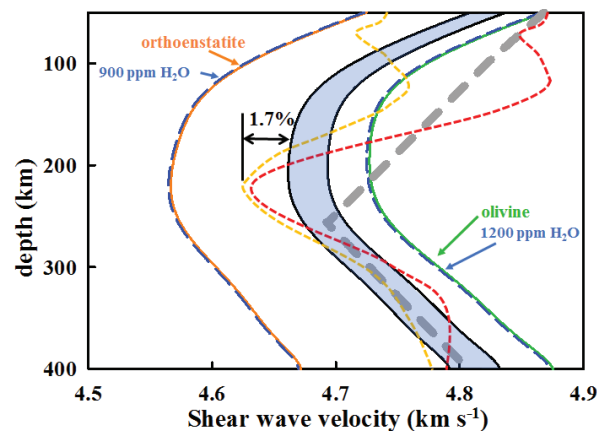 orthoenstatite
900 ppm H₂O
100
1.7%
200
depth (km)
olivine
1200 ppm H₂O
300
400
4.5 4.6 4.7 4.8 4.9
Shear wave velocity (km s⁻¹)